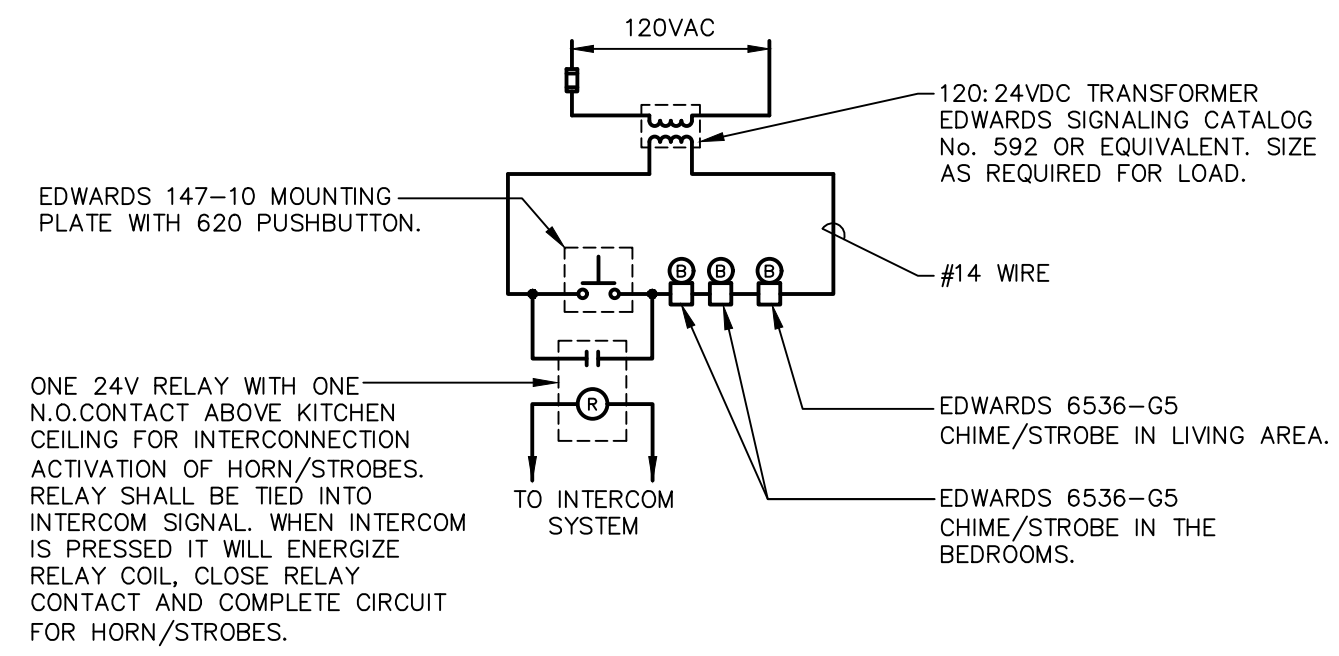 120VAC
120:24VDC TRANSFORMER
EDWARDS SIGNALING CATALOG
No. 592 OR EQUIVALENT. SIZE
AS REQUIRED FOR LOAD.
EDWARDS 147-10 MOUNTING
PLATE WITH 620 PUSHBUTTON.
B B B
#14 WIRE
ONE 24V RELAY WITH ONE
N.O.CONTACT ABOVE KITCHEN
CEILING FOR INTERCONNECTION
ACTIVATION OF HORN/STROBES.
RELAY SHALL BE TIED INTO
INTERCOM SIGNAL. WHEN INTERCOM
IS PRESSED IT WILL ENERGIZE
RELAY COIL, CLOSE RELAY
CONTACT AND COMPLETE CIRCUIT
FOR HORN/STROBES.
R
TO INTERCOM
SYSTEM
EDWARDS 6536-G5
CHIME/STROBE IN LIVING AREA.
EDWARDS 6536-G5
CHIME/STROBE IN THE
BEDROOMS.